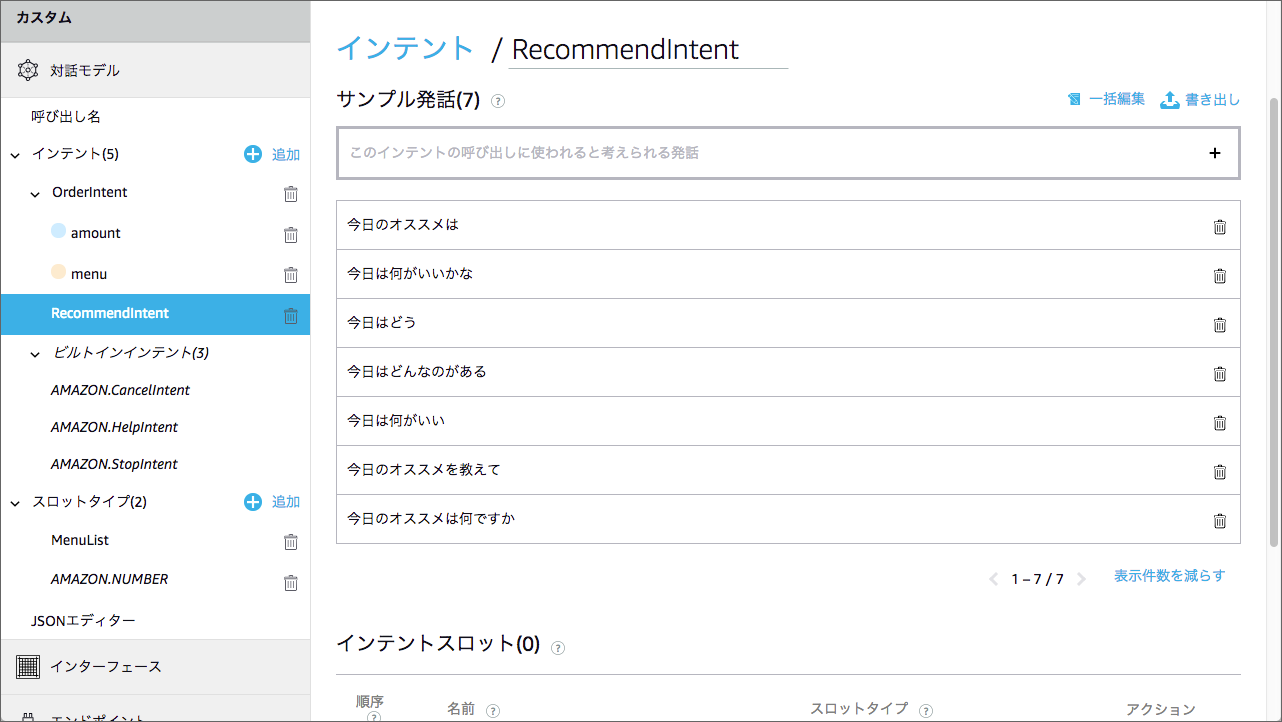 カスタム
対話モデル
呼び出し名
インテント(5)
追加
OrderIntent
amount
menu
RecommendIntent
ビルトインインテント(3)
AMAZON.CancelIntent
AMAZON.HelpIntent
AMAZON.StopIntent
スロットタイプ(2)
追加
MenuList
AMAZON.NUMBER
JSONエディター
インターフェース
エンドポイント
インテント / RecommendIntent
サンプル発話(7) ?
一括編集 書き出し
このインテントの呼び出しに使われると考えられる発話 +
今日のオススメは
今日は何がいいかな
今日はどう
今日はどんなのがある
今日は何がいい
今日のオススメを教えて
今日のオススメは何ですか
< 1 – 7 / 7 > 表示件数を減らす
インテントスロット(0) ?
順序 ? 名前 ? スロットタイプ ? アクション